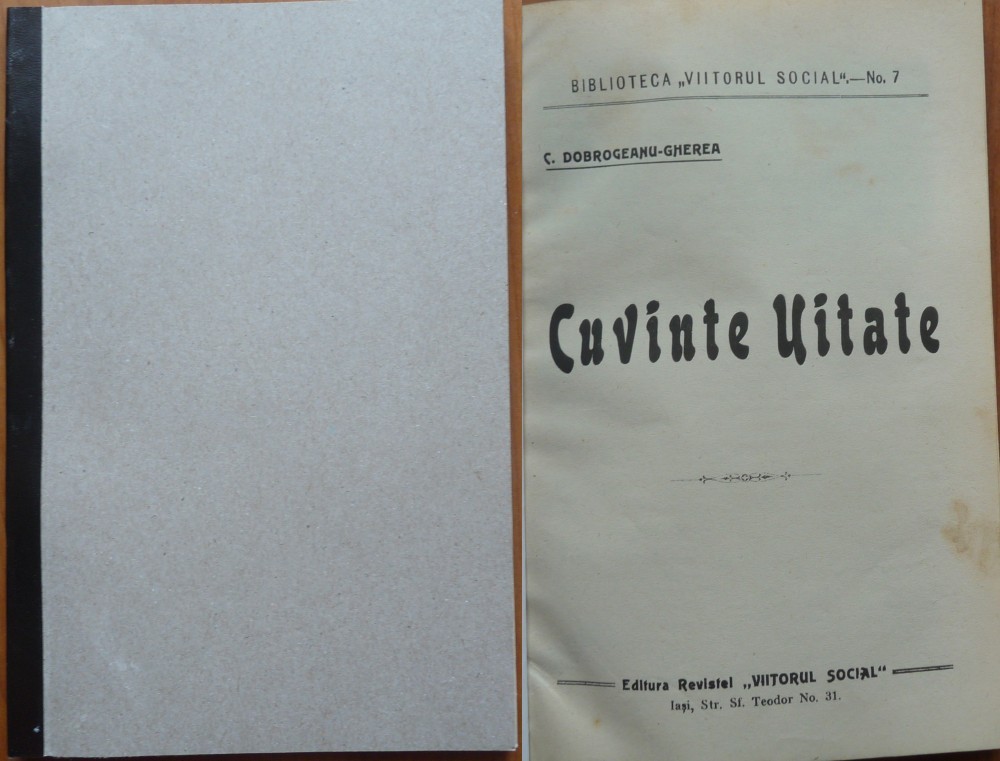 BIBLIOTECA „VIITORUL SOCIAL“.—No. 7
C. DOBROGEANU-GHEREA
Cuvinte Uitate
Editura Revistei „VIITORUL SOCIAL“
Iași, Str. Sf. Teodor No. 31.